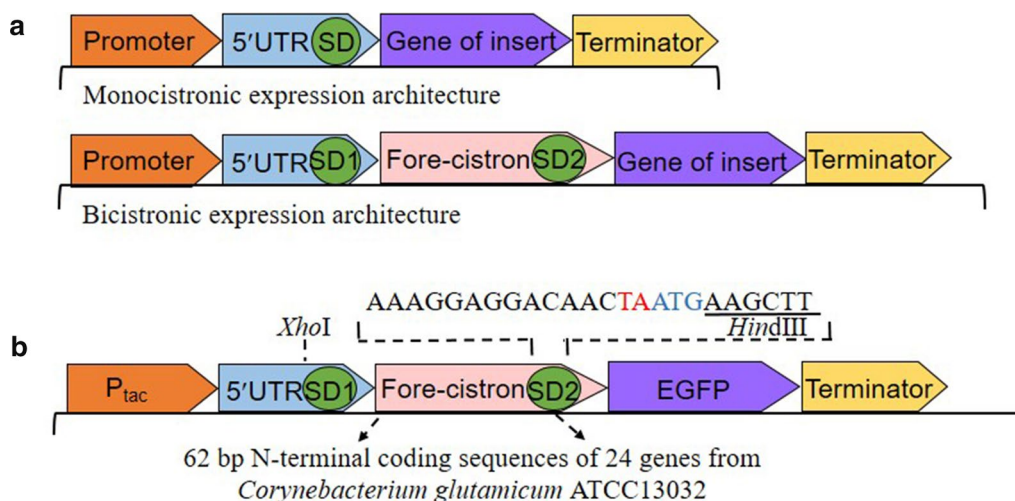 a
Promoter 5′UTR SD Gene of insert Terminator
Monocistronic expression architecture
Promoter 5′UTR SD1 Fore-cistron SD2 Gene of insert Terminator
Bicistronic expression architecture
AAAGGAGGACAACTAATGAAGCTT
XhoI HindIII
b
Ptac 5′UTR SD1 Fore-cistron SD2 EGFP Terminator
62 bp N-terminal coding sequences of 24 genes from
Corynebacterium glutamicum ATCC13032